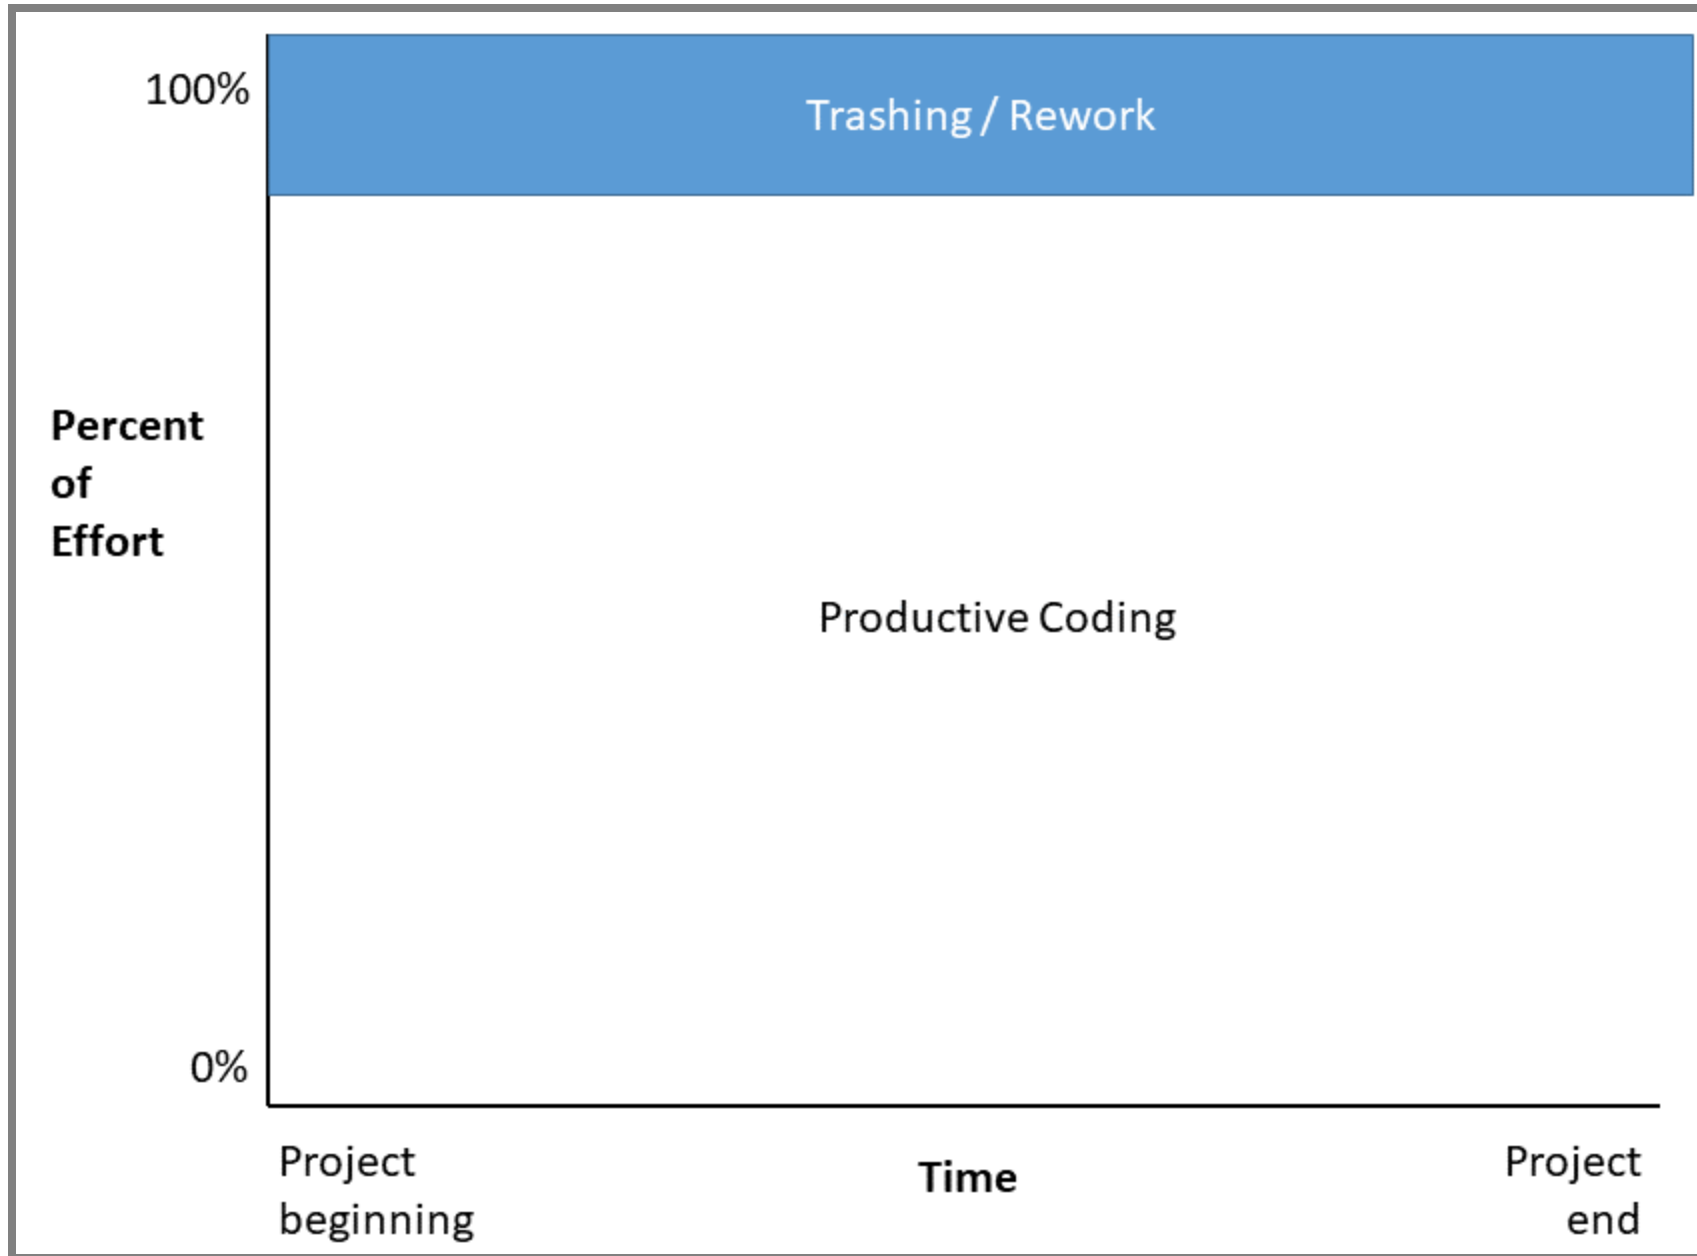 100%
Trashing / Rework
Percent
of
Effort
Productive Coding
0%
Project
beginning
Time
Project
end